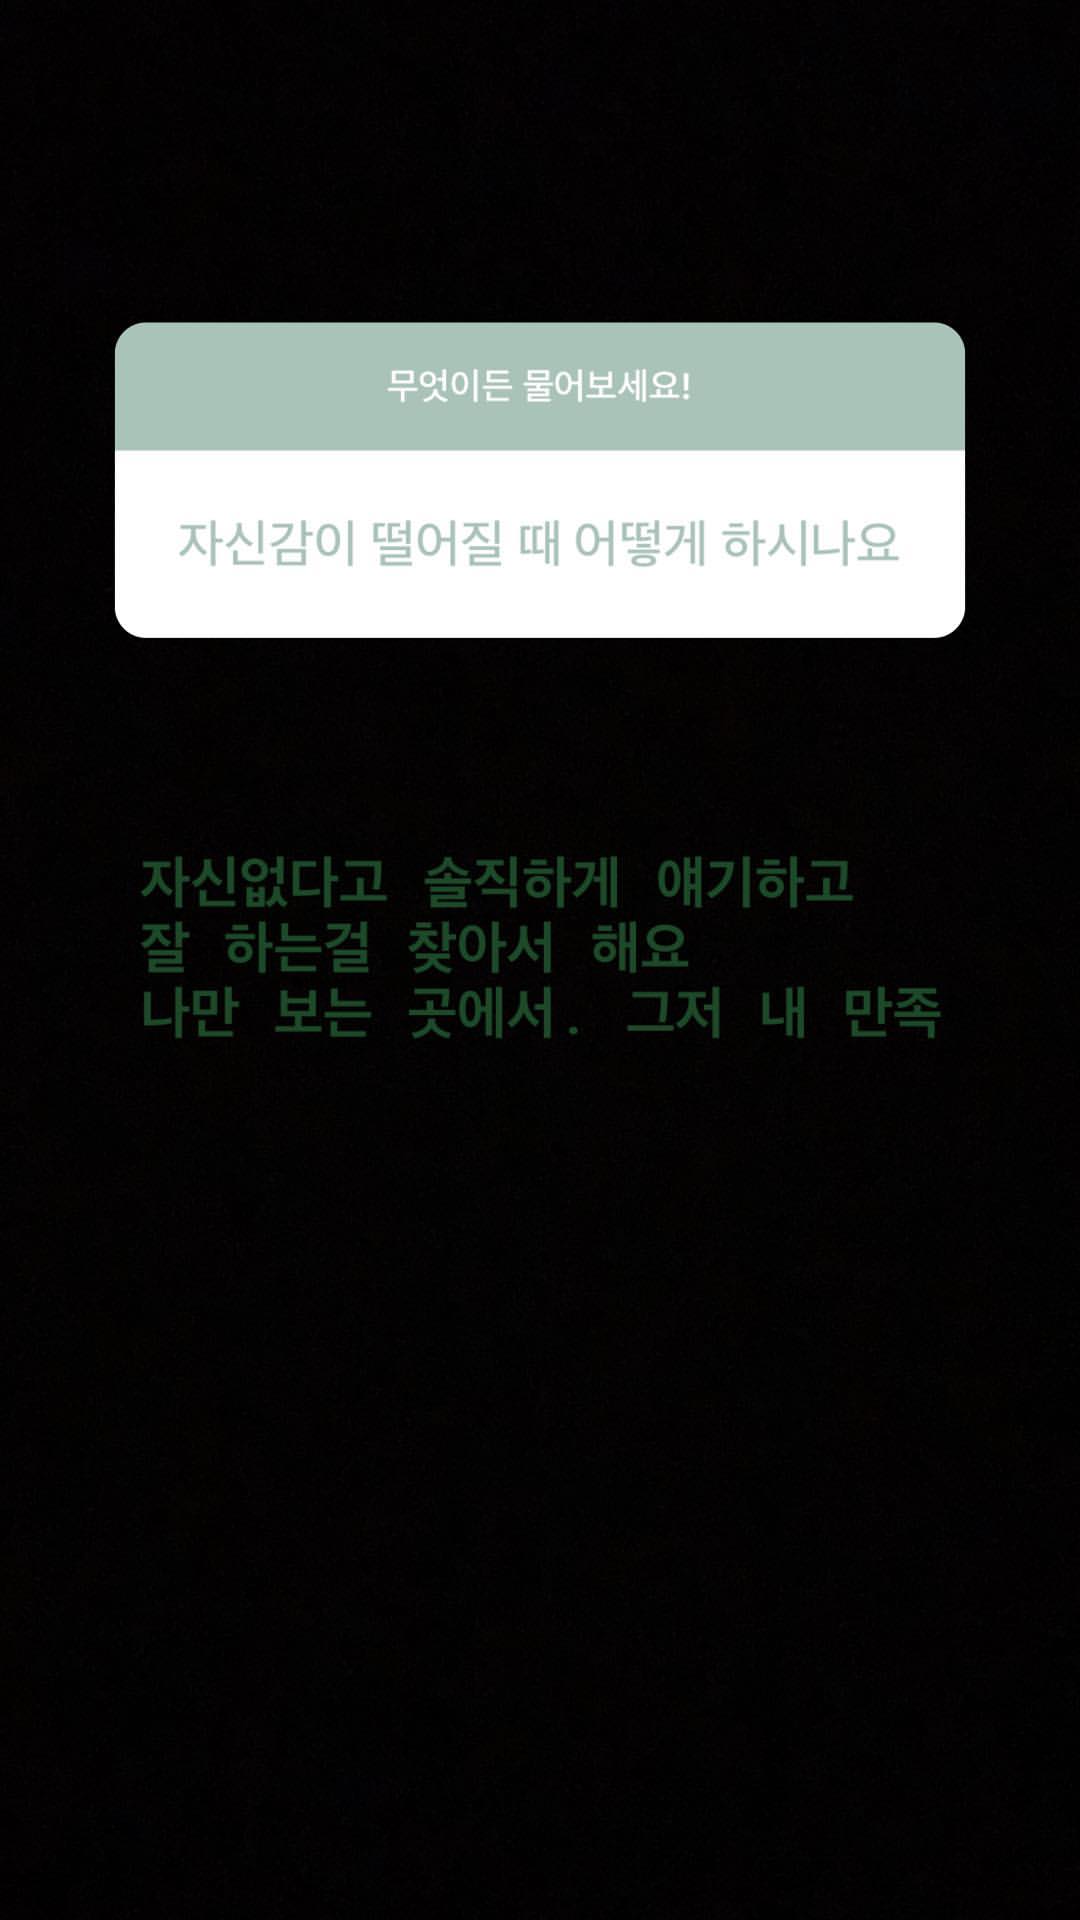 무엇이든 물어보세요!
자신감이 떨어질 때 어떻게 하시나요
자신없다고 솔직하게 얘기하고
잘 하는걸 찾아서 해요
나만 보는 곳에서. 그저 내 만족